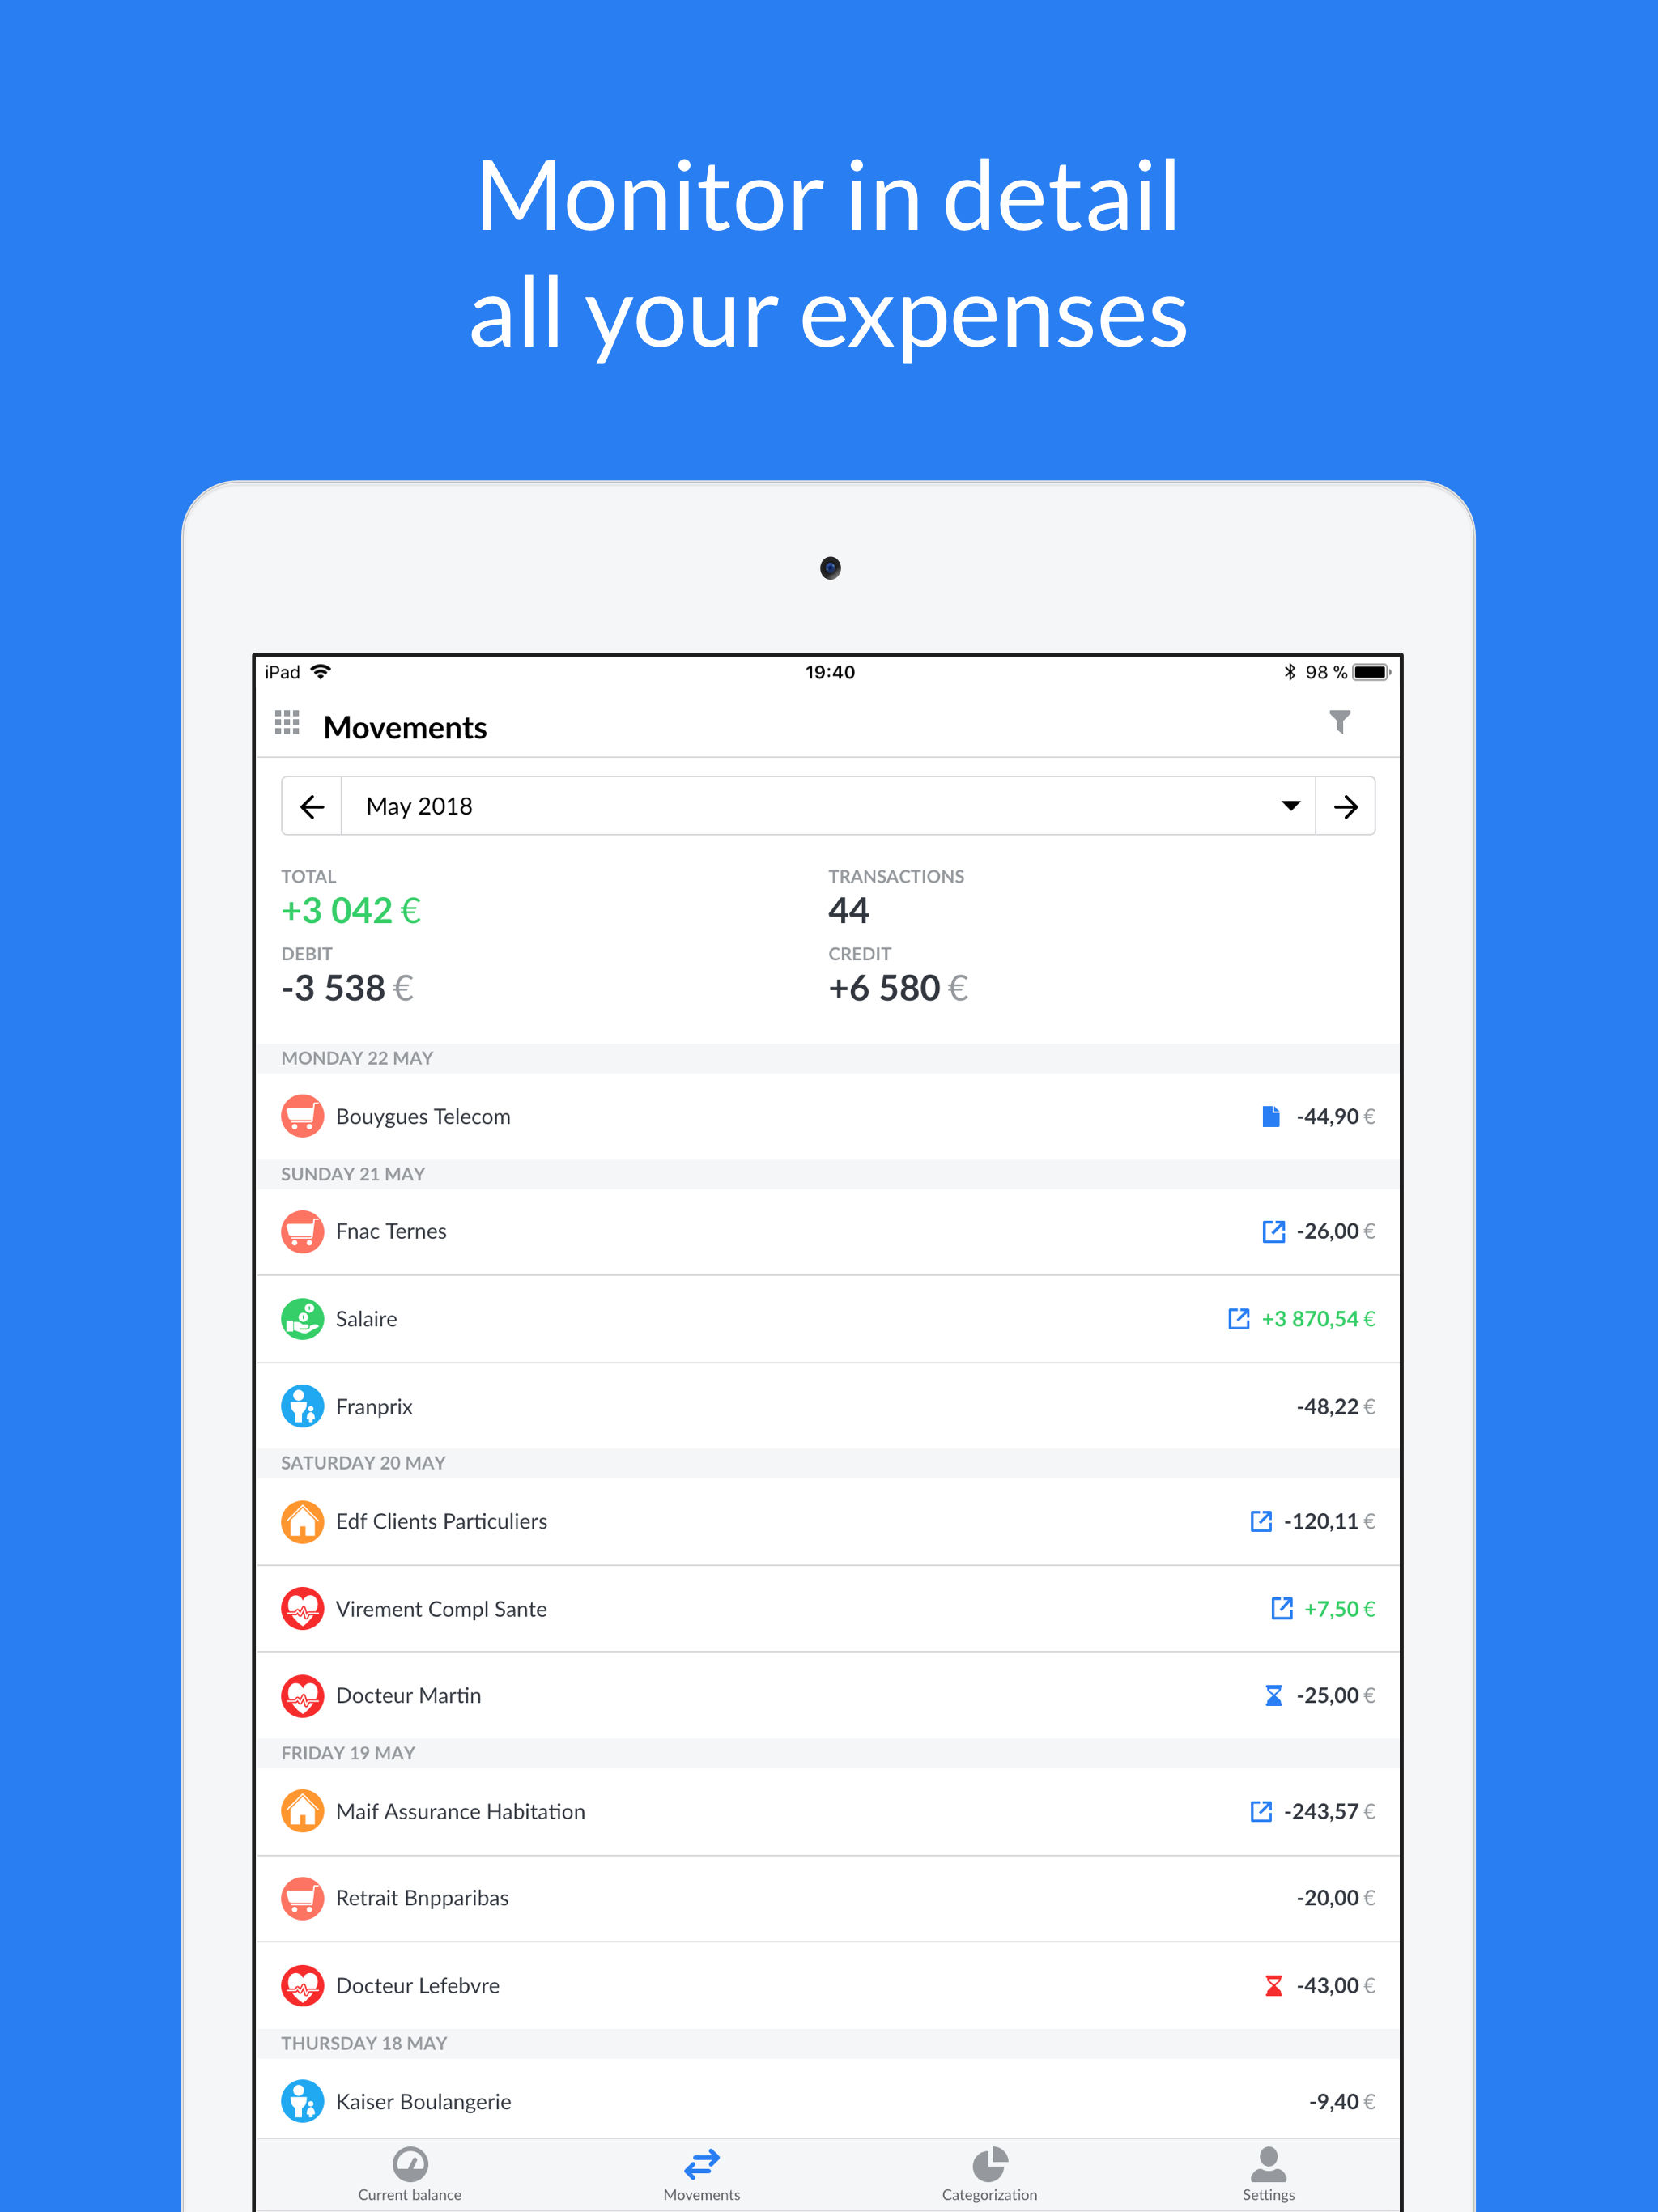 Monitor in detail
all your expenses
iPad 19:40 98 %
Movements
May 2018
TOTAL TRANSACTIONS
+3 042 € 44
DEBIT CREDIT
-3 538 € +6 580 €
MONDAY 22 MAY
Bouygues Telecom -44,90 €
SUNDAY 21 MAY
Fnac Ternes -26,00 €
Salaire +3 870,54 €
Franprix -48,22 €
SATURDAY 20 MAY
Edf Clients Particuliers -120,11 €
Virement Compl Sante +7,50 €
Docteur Martin -25,00 €
FRIDAY 19 MAY
Maif Assurance Habitation -243,57 €
Retrait Bnpparibas -20,00 €
Docteur Lefebvre -43,00 €
THURSDAY 18 MAY
Kaiser Boulangerie -9,40 €
Current balance Movements Categorization Settings